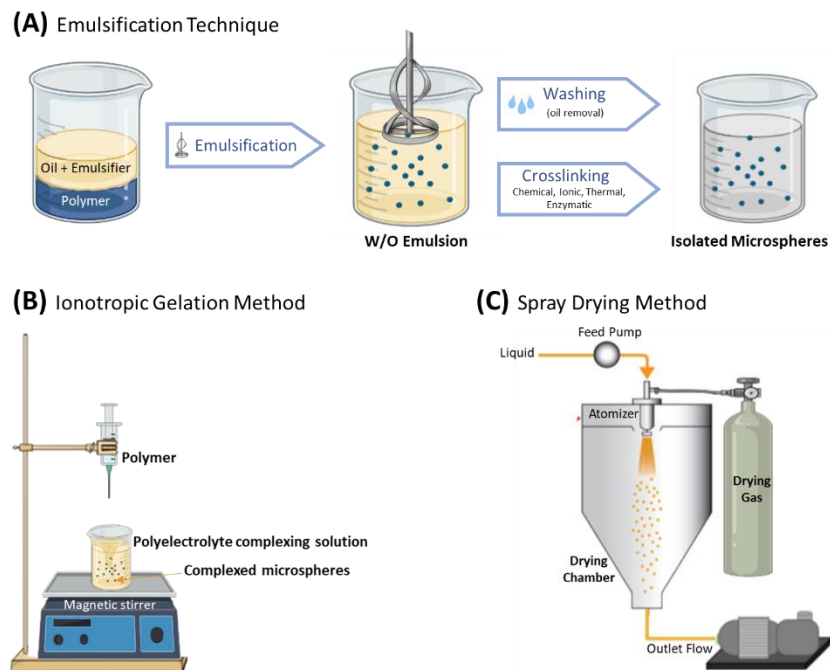 (A) Emulsification Technique
Oil + Emulsifier
Polymer
Emulsification
W/O Emulsion
Washing
(oil removal)
Crosslinking
Chemical, Ionic, Thermal,
Enzymatic
Isolated Microspheres
(B) Ionotropic Gelation Method
Polymer
Polyelectrolyte complexing solution
Complexed microspheres
Magnetic stirrer
(C) Spray Drying Method
Feed Pump
Liquid
Atomizer
Drying
Gas
Drying
Chamber
Outlet Flow